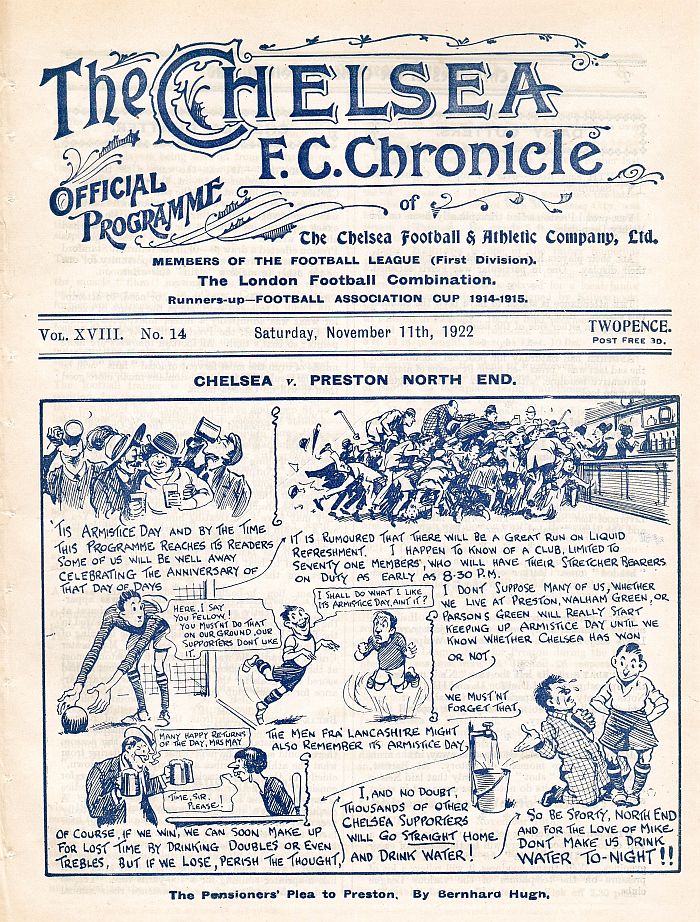 The Chelsea
F.C. Chronicle
Official
Programme
of
The Chelsea Football & Athletic Company, Ltd.
MEMBERS OF THE FOOTBALL LEAGUE (First Division).
The London Football Combination.
Runners-up—FOOTBALL ASSOCIATION CUP 1914-1915.
VOL. XVIII. No. 14
Saturday, November 11th, 1922
TWOPENCE.
POST FREE 3D.
CHELSEA v. PRESTON NORTH END.
'TIS ARMISTICE DAY AND BY THE TIME
THIS PROGRAMME REACHES ITS READERS
SOME OF US WILL BE WELL AWAY
CELEBRATING THE ANNIVERSARY OF
THAT DAY OF DAYS
IT IS RUMOURED THAT THERE WILL BE A GREAT RUN ON LIQUID
REFRESHMENT. I HAPPEN TO KNOW OF A CLUB, LIMITED TO
SEVENTY ONE MEMBERS, WHO WILL HAVE THEIR STRETCHER BEARERS
ON DUTY AS EARLY AS 8-30 P.M.
I DONT SUPPOSE MANY OF US, WHETHER
WE LIVE AT PRESTON, WALHAM GREEN, OR
PARSON'S GREEN WILL REALLY START
KEEPING UP ARMISTICE DAY UNTIL WE
KNOW WHETHER CHELSEA HAS WON
OR NOT,
HERE, I SAY
YOU FELLOW!
YOU MUS'NT DO THAT
ON OUR GROUND, OUR
SUPPORTERS DON'T LIKE
IT.
I SHALL DO WHAT I LIKE,
ITS ARMISTICE DAY, AIN'T IT?
WE MUST'NT
FORGET THAT,
THE MEN FRA' LANCASHIRE MIGHT
ALSO REMEMBER ITS ARMISTICE DAY.
MANY HAPPY RETURNS
OF THE DAY, MRS MAY
TIME, SIR,
PLEASE!
OF COURSE, IF WE WIN, WE CAN SOON MAKE UP
FOR LOST TIME BY DRINKING DOUBLES OR EVEN
TREBLES, BUT IF WE LOSE, PERISH THE THOUGHT,
I, AND NO DOUBT,
THOUSANDS OF OTHER
CHELSEA SUPPORTERS
WILL GO STRAIGHT HOME
AND DRINK WATER!
SO BE SPORTY, NORTH END
AND FOR THE LOVE OF MIKE
DONT MAKE US DRINK
WATER TO-NIGHT!!
The Pensioners' Plea to Preston. By Bernhard Hugh.